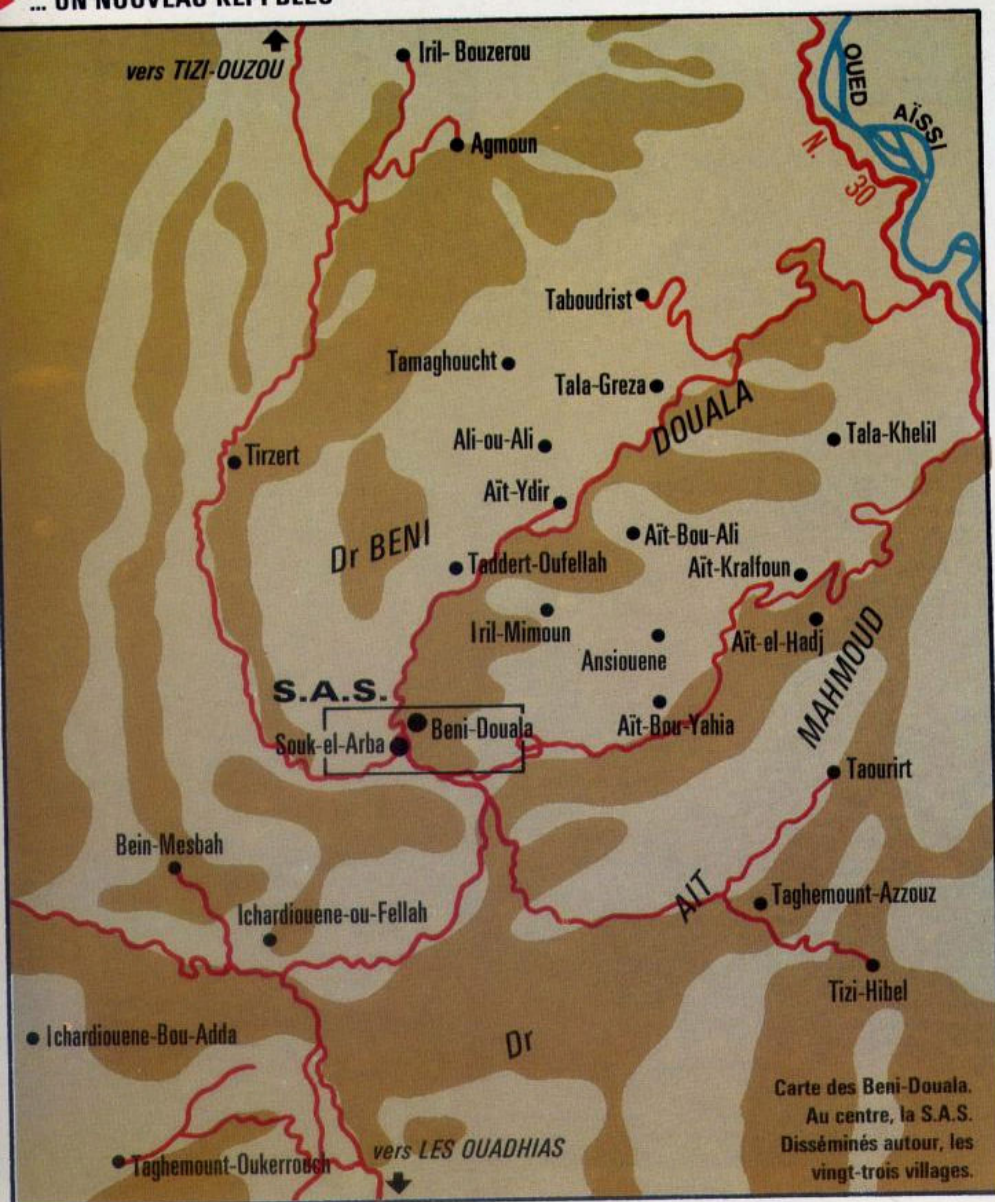 ... UN NOUVEAU KEPI BLEU
vers TIZI-OUZOU
Iril- Bouzerou
Agmoun
OUED
AÏSSI
N. 30
Taboudrist
Tamaghoucht
Tala-Greza
DOUALA
Ali-ou-Ali
Tala-Khelil
Tirzert
Aït-Ydir
Dr BENI
Aït-Bou-Ali
Taddert-Oufellah
Aït-Kralfoun
Iril-Mimoun
Aït-el-Hadj
Ansiouene
MAHMOUD
S.A.S.
Beni-Douala
Aït-Bou-Yahia
Souk-el-Arba
Taourirt
Bein-Mesbah
AIT
Taghemount-Azzouz
Ichardiouene-ou-Fellah
Tizi-Hibel
Ichardiouene-Bou-Adda
Dr
Carte des Beni-Douala.
Au centre, la S.A.S.
Disséminés autour, les
vingt-trois villages.
vers LES OUADHIAS
Taghemount-Oukerrouch